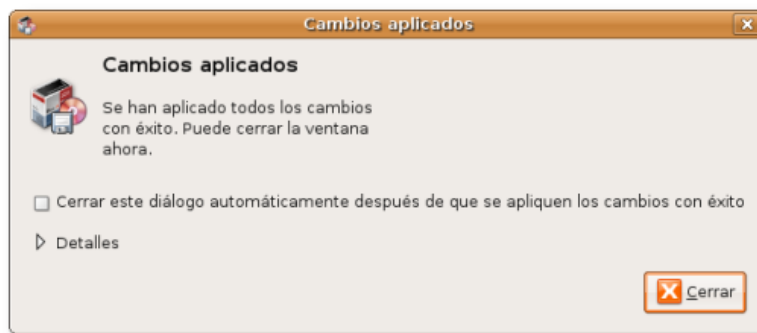 Cambios aplicados
Cambios aplicados
Se han aplicado todos los cambios
con éxito. Puede cerrar la ventana
ahora.
Cerrar este diálogo automáticamente después de que se apliquen los cambios con éxito
Detalles
Cerrar